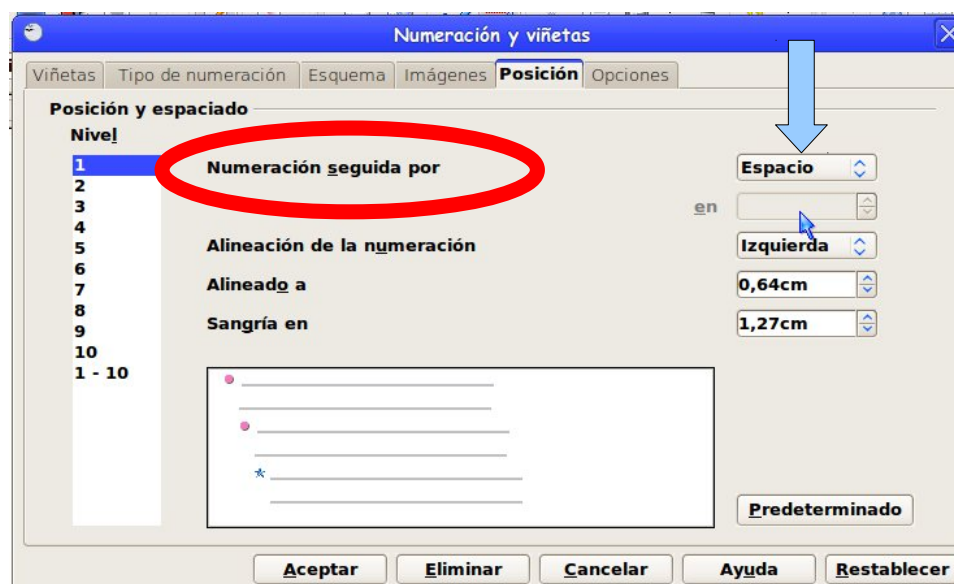 Numeración y viñetas
Viñetas Tipo de numeración Esquema Imágenes Posición Opciones
Posición y espaciado
Nivel
1
Numeración seguida por Espacio
2
3
en
4
5
Alineación de la numeración Izquierda
6
7
Alineado a 0,64cm
8
9
Sangría en 1,27cm
10
1 - 10
Predeterminado
Aceptar Eliminar Cancelar Ayuda Restablecer